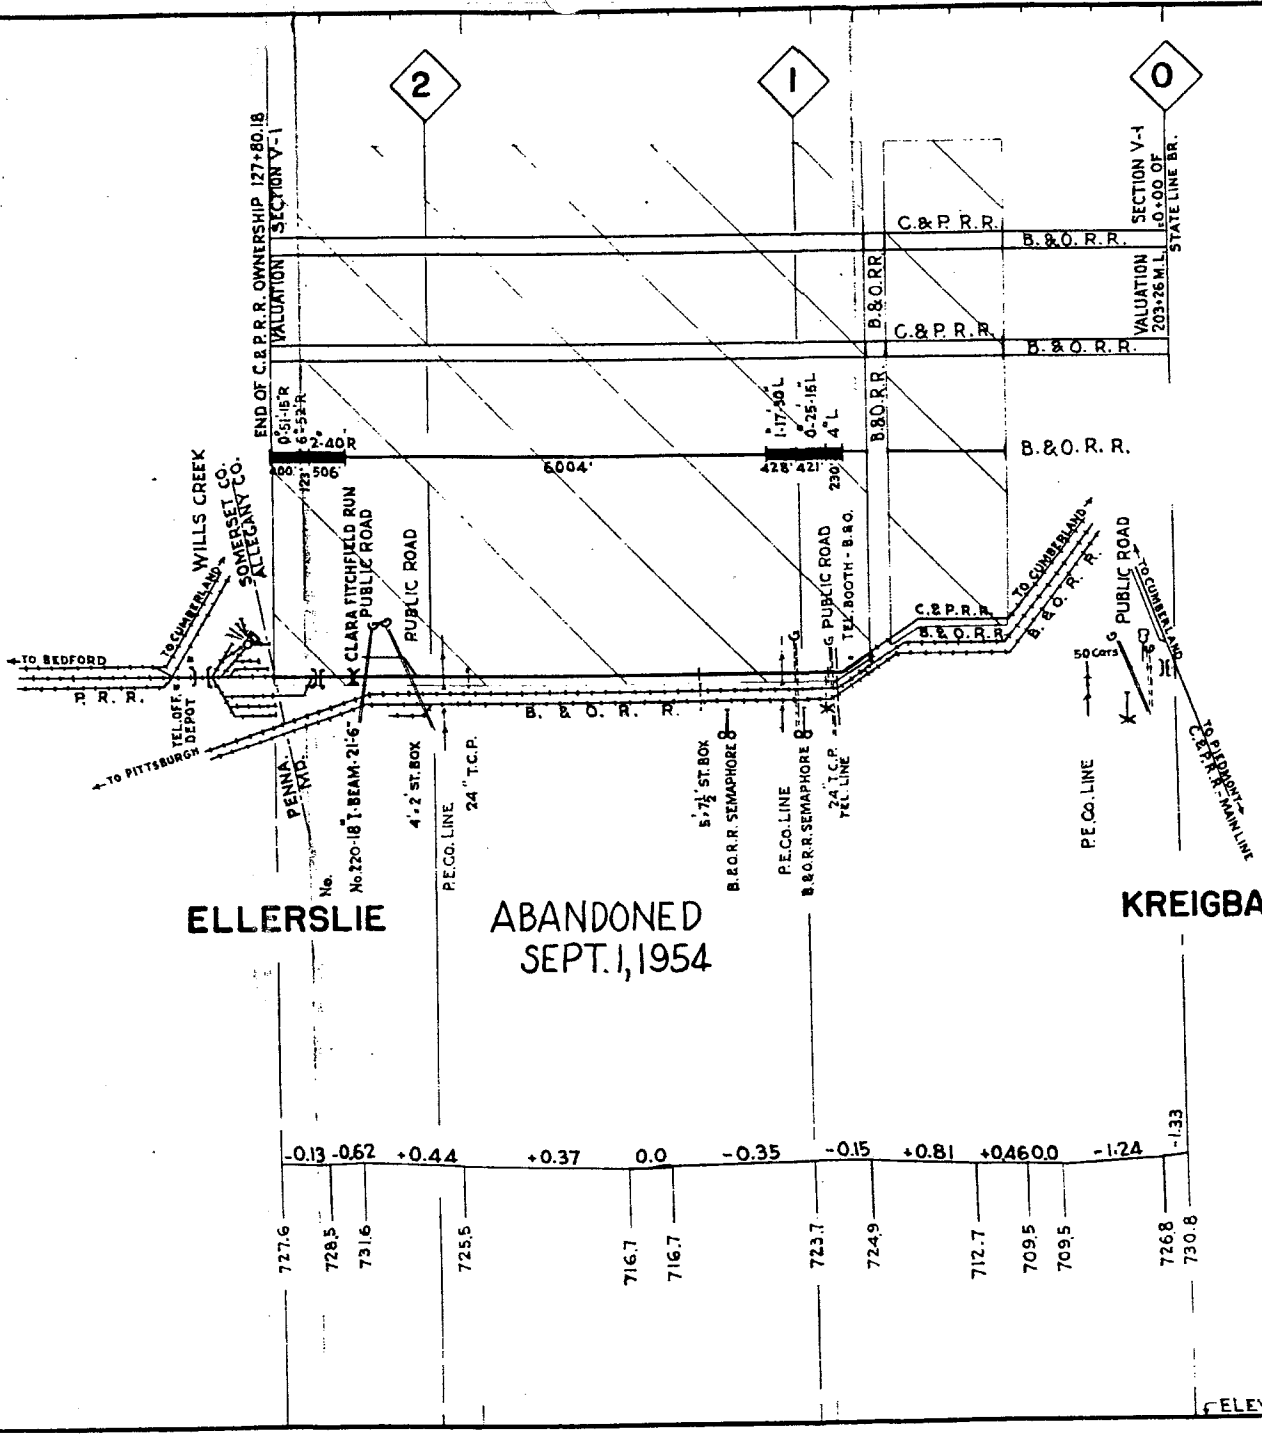 2
1
0
END OF C.& P.R.R. OWNERSHIP 127+80.18
VALUATION SECTION V-1
VALUATION SECTION V-1
203+26 M.L. = 0+00 OF
STATE LINE BR.
C.& P. R.R.
B. & O. R. R.
B.& O. RR.
C.& P. R.R.
B. & O. R. R.
B.&O.R.R
0°-51'-15"R
6°-52'R
2°-40'R
1-17'-30"L
0-25-15"L
4°L
400'
123'
506'
6004'
428'
421'
230'
B. & O. R. R.
WILLS CREEK
SOMERSET CO.
ALLEGANY CO.
CLARA FITCHFIELD RUN
PUBLIC ROAD
PUBLIC ROAD
PUBLIC ROAD
TEL. BOOTH - B.&O.
TO CUMBERLAND
C. & P. R.R.
B. & O. R. R.
B. & O. R. R.
PUBLIC ROAD
TO CUMBERLAND
TO CUMBERLAND
TO BEDFORD
P. R. R.
TEL. OFF.
DEPOT
G
G
G
G
50 Cars
B. & O. R. R.
TO PITTSBURGH
PENNA.
MD.
No.
No. 220-18" I-BEAM-21'-6"
4'x2' ST. BOX
P.E.CO. LINE
24" T.C.P.
5'x7½' ST. BOX
B.&O.R.R. SEMAPHORE
P.E.CO. LINE
B.&O.R.R. SEMAPHORE
24" T.C.P.
TEL. LINE
P.E.CO. LINE
TO PIEDMONT
C.& P.R.R.-MAIN LINE
ELLERSLIE
ABANDONED
SEPT. 1, 1954
KREIGBA
-0.13 -0.62 +0.44 +0.37 0.0 -0.35 -0.15 +0.81 +0.46 0.0 -1.24 -1.33
727.6 728.5 731.6 725.5 716.7 716.7 723.7 724.9 712.7 709.5 709.5 726.8 730.8
ELEV